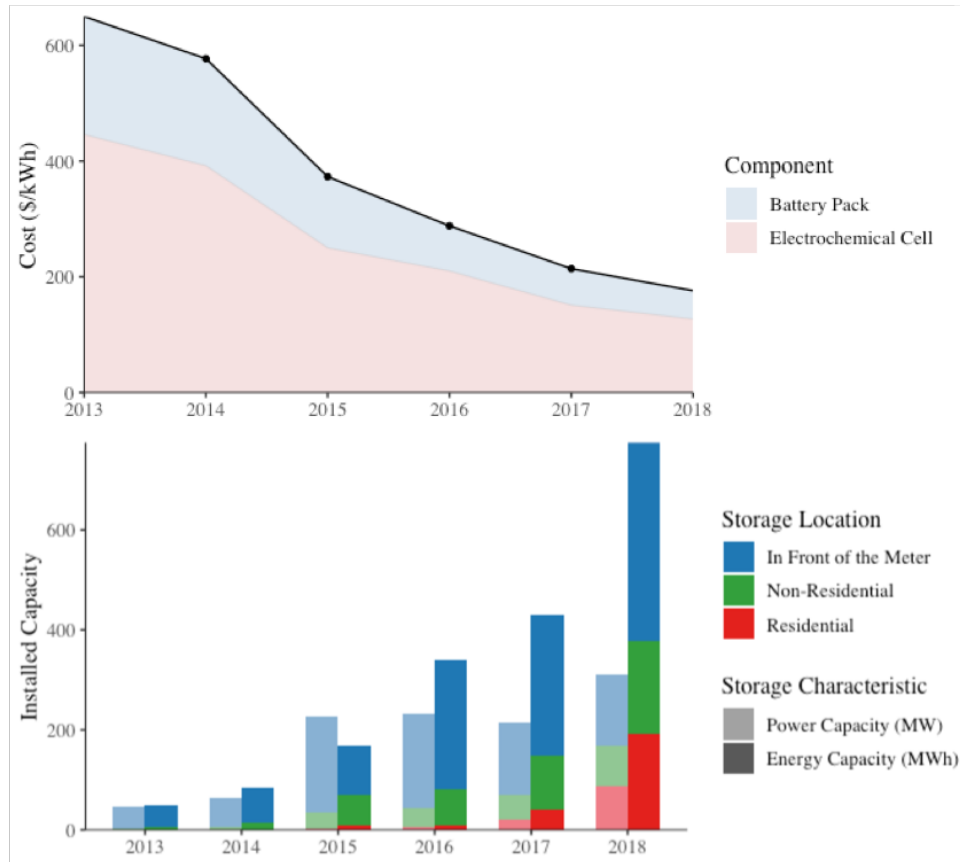 600
400
200
0
Cost ($/kWh)
2013 2014 2015 2016 2017 2018
Component
Battery Pack
Electrochemical Cell
600
400
200
0
Installed Capacity
2013 2014 2015 2016 2017 2018
Storage Location
In Front of the Meter
Non-Residential
Residential
Storage Characteristic
Power Capacity (MW)
Energy Capacity (MWh)